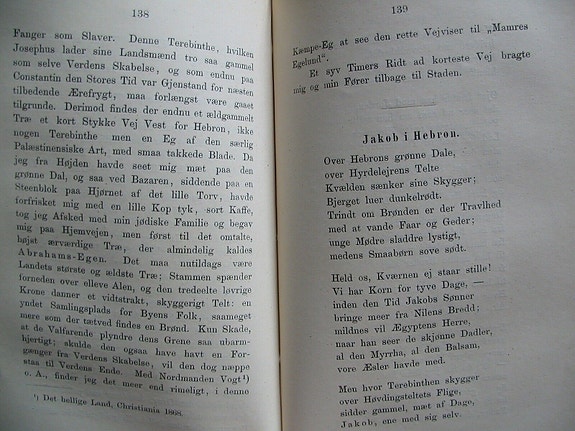 138
Fanger som Slaver. Denne Terebinthe, hvilken
Josephus lader sine Landsmænd tro saa gammel
som selve Verdens Skabelse, og som endnu paa
Constantin den Stores Tid var Gjenstand for næsten
tilbedende Ærefrygt, maa forlængst være gaaet
tilgrunde. Derimod findes der endnu et ældgammelt
Træ et kort Stykke Vej Vest for Hebron, ikke
nogen Terebinthe men en Eg af den særlig
Palæstinensiske Art, med smaa takkede Blade. Da
jeg fra Højden havde seet mig mæt paa den
grønne Dal, og saa ved Bazaren, siddende paa en
Steenblok paa Hjørnet af det lille Torv, havde
forfrisket mig med en lille Kop tyk, sort Kaffe,
tog jeg Afsked med min jødiske Familie og begav
mig paa Hjemvejen, men først til det omtalte,
højst ærværdige Træ, der almindelig kaldes
Abrahams-Egen. Det maa nutildags være
Landets største og ældste Træ; Stammen spænder
forneden over olleve Alen, og den tredeelte løvrige
Krone danner et vidtstrakt, skyggerigt Telt: en
yndet Samlingsplads for Byens Folk, saameget
mere som der tætved findes en Brønd. Kun Skade,
at de Valfarende plyndre dens Grene saa ubarm-
hjertigt; skulde den ogsaa have havt en For-
gænger fra Verdens Skabelse, vil den dog næppe
staa til Verdens Ende. Med Nordmanden Vogt¹)
o. A., finder jeg det meer end rimeligt, i denne
¹) Det hellige Land, Christiania 1868.
139
Kæmpe-Eg at see den rette Vejviser til „Mamres
Egelund“.
Et syv Timers Ridt ad korteste Vej bragte
mig og min Fører tilbage til Staden.
Jakob i Hebron.
Over Hebrons grønne Dale,
over Hyrdelejrens Telte
Kvælden sænker sine Skygger;
Bjerget luer dunkelrødt.
Trindt om Brønden er der Travlhed
med at vande Faar og Geder;
unge Mødre sladdre lystigt,
medens Smaabørn sove sødt.
Held os, Kværnen ej staar stille!
Vi har Korn for tyve Dage, —
inden den Tid Jakobs Sønner
bringe meer fra Nilens Bredd;
mildnes vil Ægyptens Herre,
naar han seer de skjønne Dadler,
al den Myrrha, al den Balsam,
vore Æsler havde med.
Men hvor Terebinthen skygger
over Høvdingsteltets Flige,
sidder gammel, mæt af Dage,
Jakob, ene med sig selv.